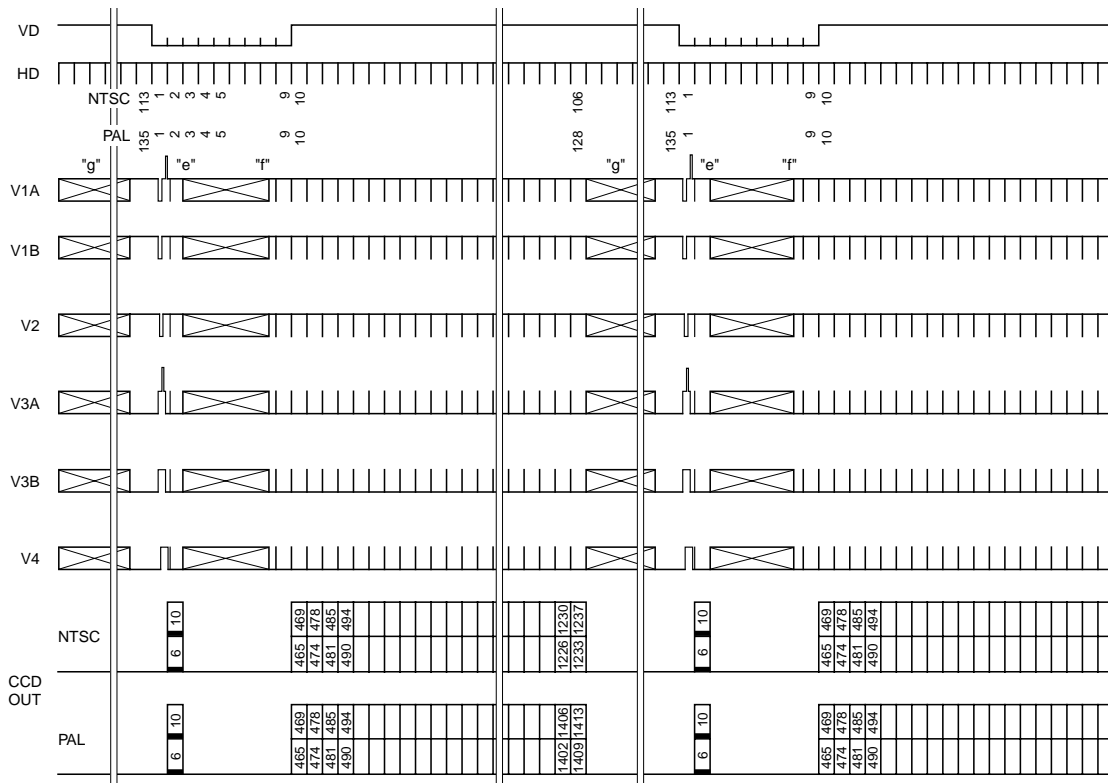 VD
HD
NTSC 113 1 2 3 4 5 9 10 106 113 1 9 10
PAL 135 1 2 3 4 5 9 10 128 135 1 9 10
"g" "e" "f" "g" "e" "f"
V1A
V1B
V2
V3A
V3B
V4
NTSC
10 469 478 485 494 1230 1237 10 469 478 485 494
6 465 474 481 490 1226 1233 6 465 474 481 490
CCD
OUT
PAL
10 469 478 485 494 1406 1413 10 469 478 485 494
6 465 474 481 490 1402 1409 6 465 474 481 490